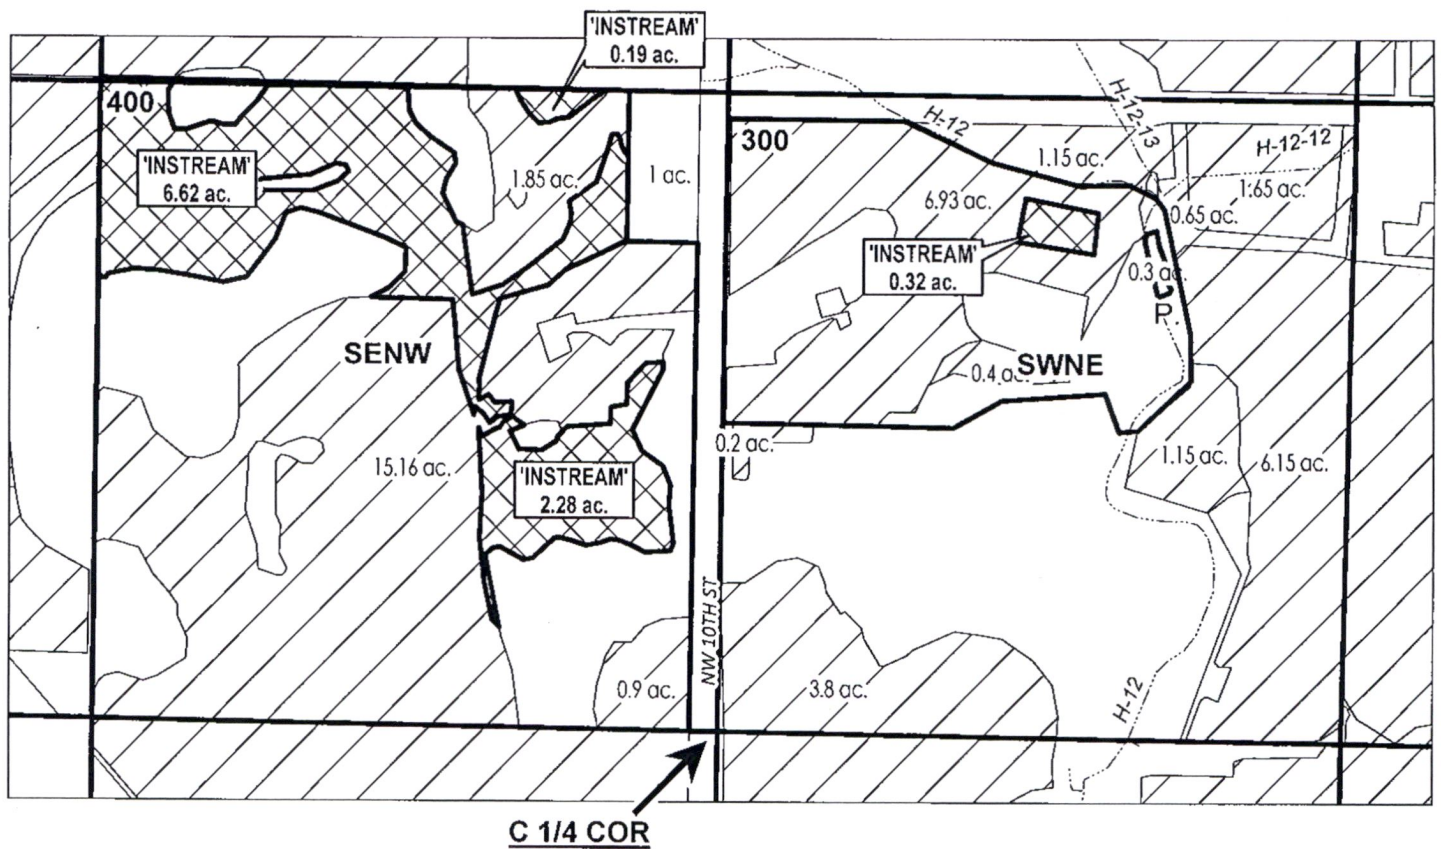 'INSTREAM'
0.19 ac.
400
300
H-12
H-12-13
H-12-12
'INSTREAM'
6.62 ac.
1.85 ac.
1 ac.
1.15 ac.
6.93 ac.
1.65 ac.
0.65 ac.
'INSTREAM'
0.32 ac.
0.3 ac.
P.
SENW
SWNE
0.4 ac.
0.2 ac.
15.16 ac.
'INSTREAM'
2.28 ac.
1.15 ac.
6.15 ac.
NW 10TH ST
0.9 ac.
3.8 ac.
H-12
C 1/4 COR